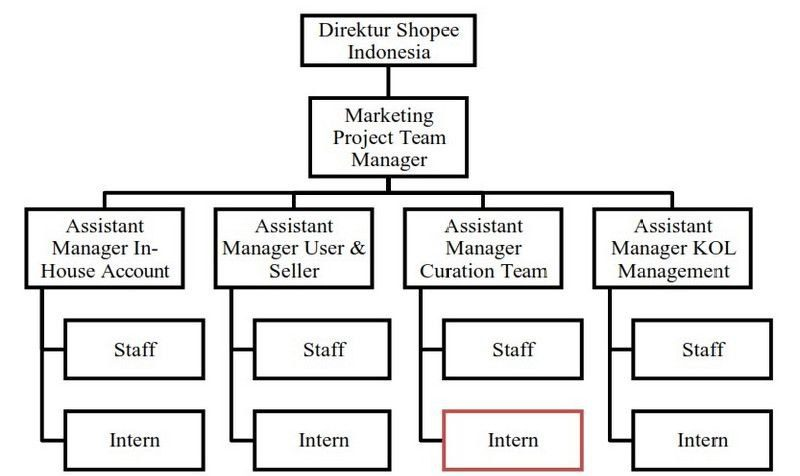 Direktur Shopee
Indonesia
Marketing
Project Team
Manager
Assistant
Manager In-
House Account
Assistant
Manager User &
Seller
Assistant
Manager
Curation Team
Assistant
Manager KOL
Management
Staff
Staff
Staff
Staff
Intern
Intern
Intern
Intern